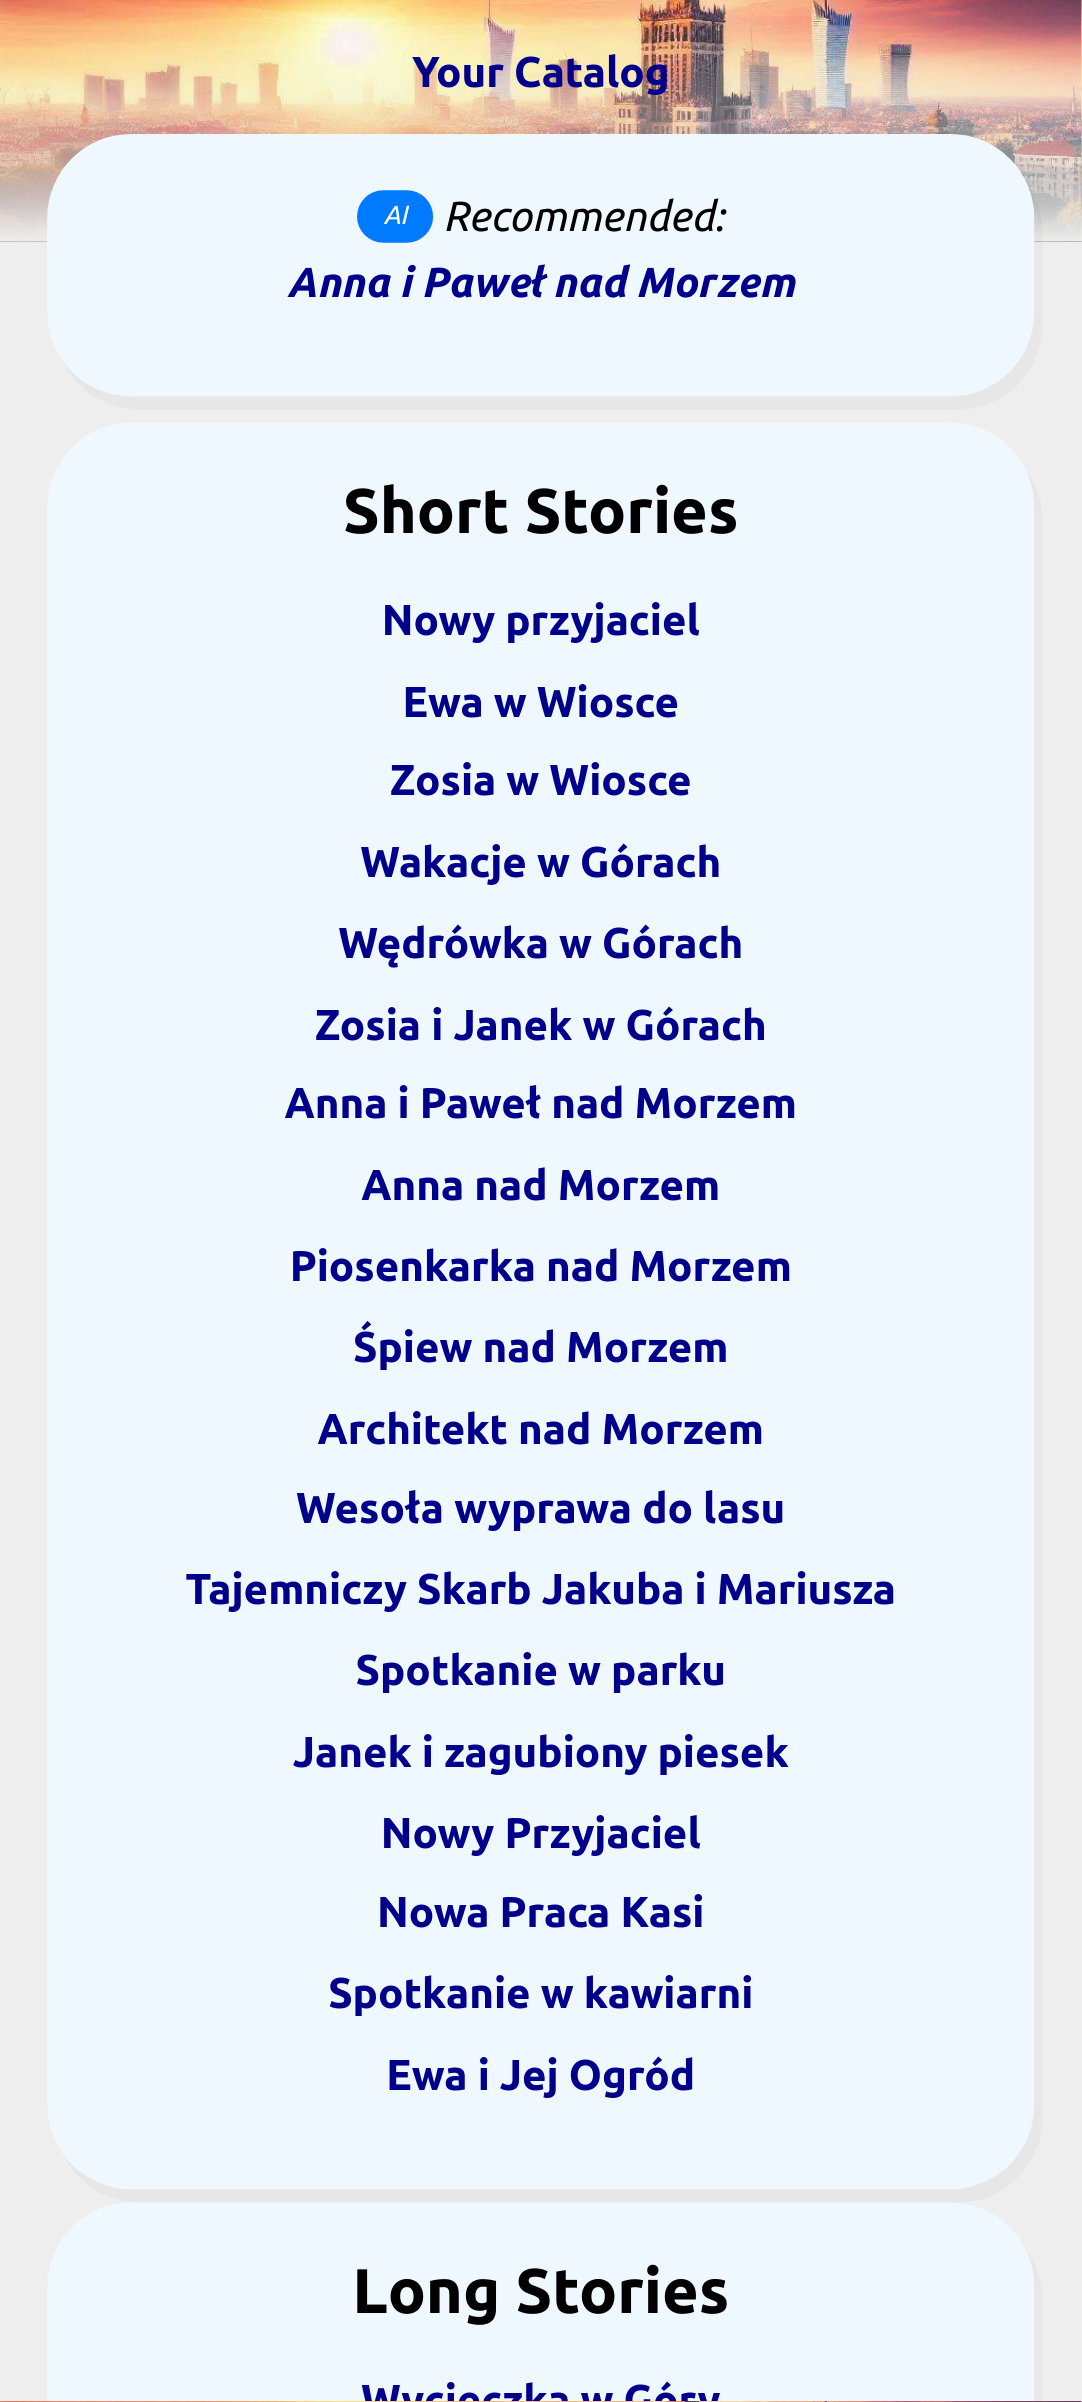 Your Catalog
AI Recommended:
Anna i Paweł nad Morzem
Short Stories
Nowy przyjaciel
Ewa w Wiosce
Zosia w Wiosce
Wakacje w Górach
Wędrówka w Górach
Zosia i Janek w Górach
Anna i Paweł nad Morzem
Anna nad Morzem
Piosenkarka nad Morzem
Śpiew nad Morzem
Architekt nad Morzem
Wesoła wyprawa do lasu
Tajemniczy Skarb Jakuba i Mariusza
Spotkanie w parku
Janek i zagubiony piesek
Nowy Przyjaciel
Nowa Praca Kasi
Spotkanie w kawiarni
Ewa i Jej Ogród
Long Stories
Wycieczka w Góry